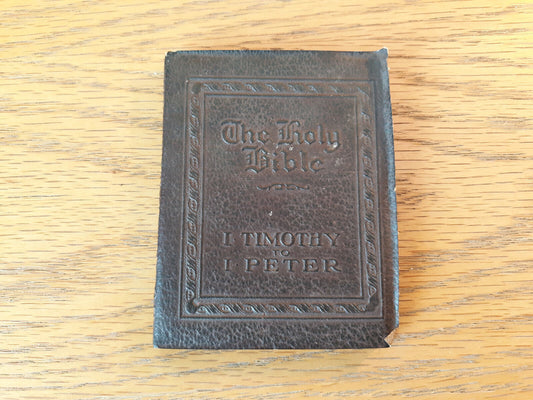 The Holy
Bible
I TIMOTHY
TO
I PETER